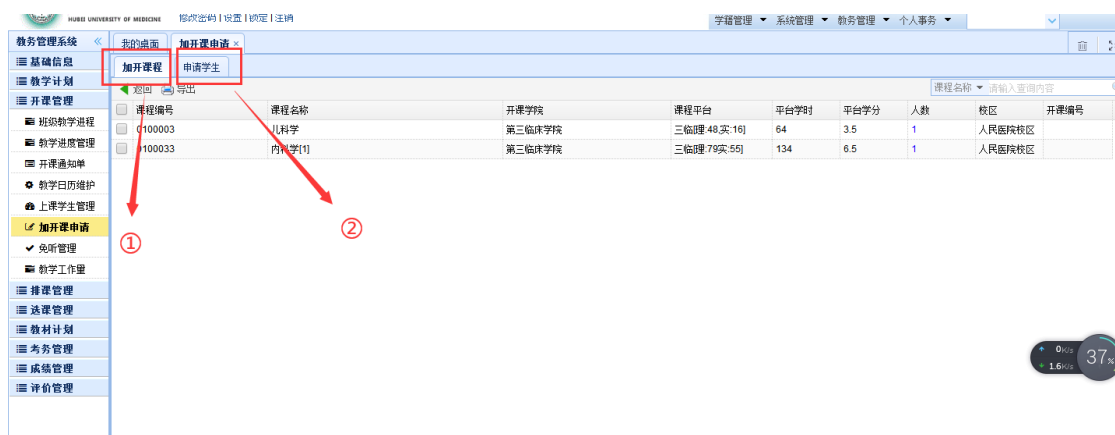 HUBEI UNIVERSITY OF MEDICINE 修改密码 | 设置 | 锁定 | 注销 学籍管理 系统管理 教务管理 个人事务
教务管理系统 我的桌面 加开课申请 ×
基础信息
加开课程 申请学生
教学计划
返回 导出 课程名称 请输入查询内容
开课管理
课程编号 课程名称 开课学院 课程平台 平台学时 平台学分 人数 校区 开课编号
班级教学进程
0100003 儿科学 第三临床学院 三临[理:48,实:16] 64 3.5 1 人民医院校区
教学进度管理
0100033 内科学[1] 第三临床学院 三临[理:79实:55] 134 6.5 1 人民医院校区
开课通知单
教学日历维护
上课学生管理
加开课申请
① ②
免听管理
教学工作量
排课管理
选课管理
教材计划
考务管理
成绩管理
评价管理
0K/s
37%
1.6K/s